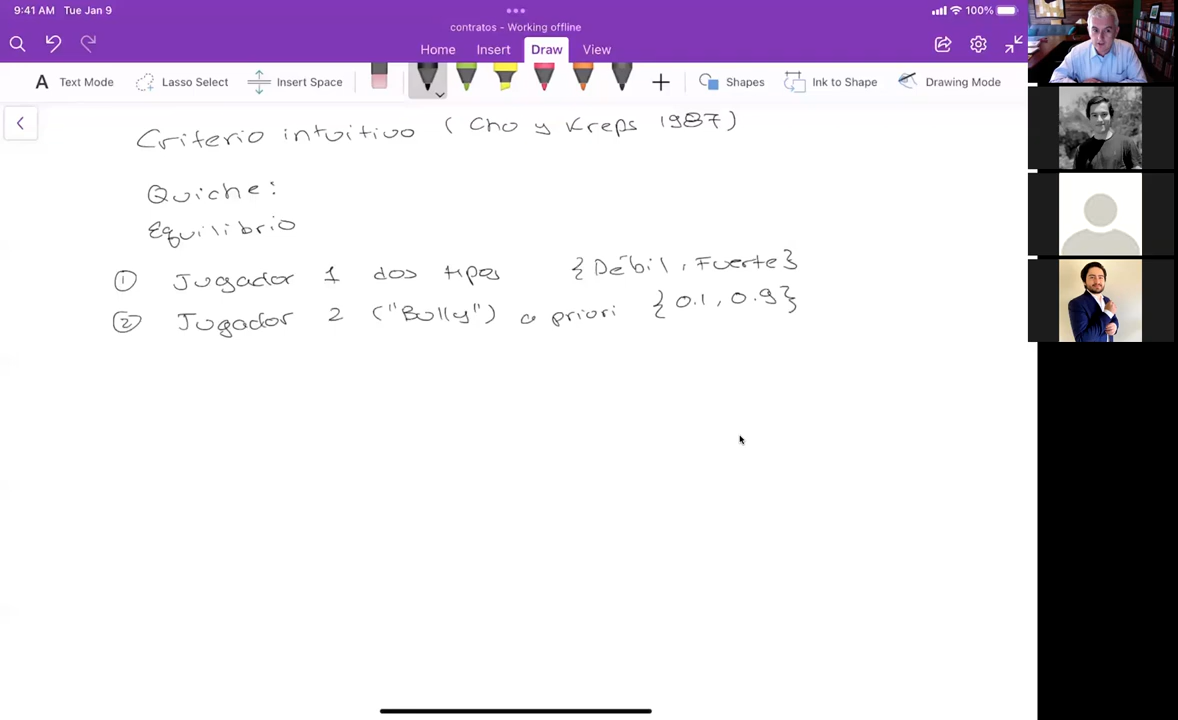 9:41 AM Tue Jan 9
100%
contratos - Working offline
Home Insert Draw View
A Text Mode Lasso Select Insert Space Shapes Ink to Shape Drawing Mode
Criterio intuitivo (Cho y Kreps 1987)
Quiche:
Equilibrio
① Jugador 1 dos tipos {Débil, Fuerte}
② Jugador 2 ("Bully") a priori {0.1, 0.9}